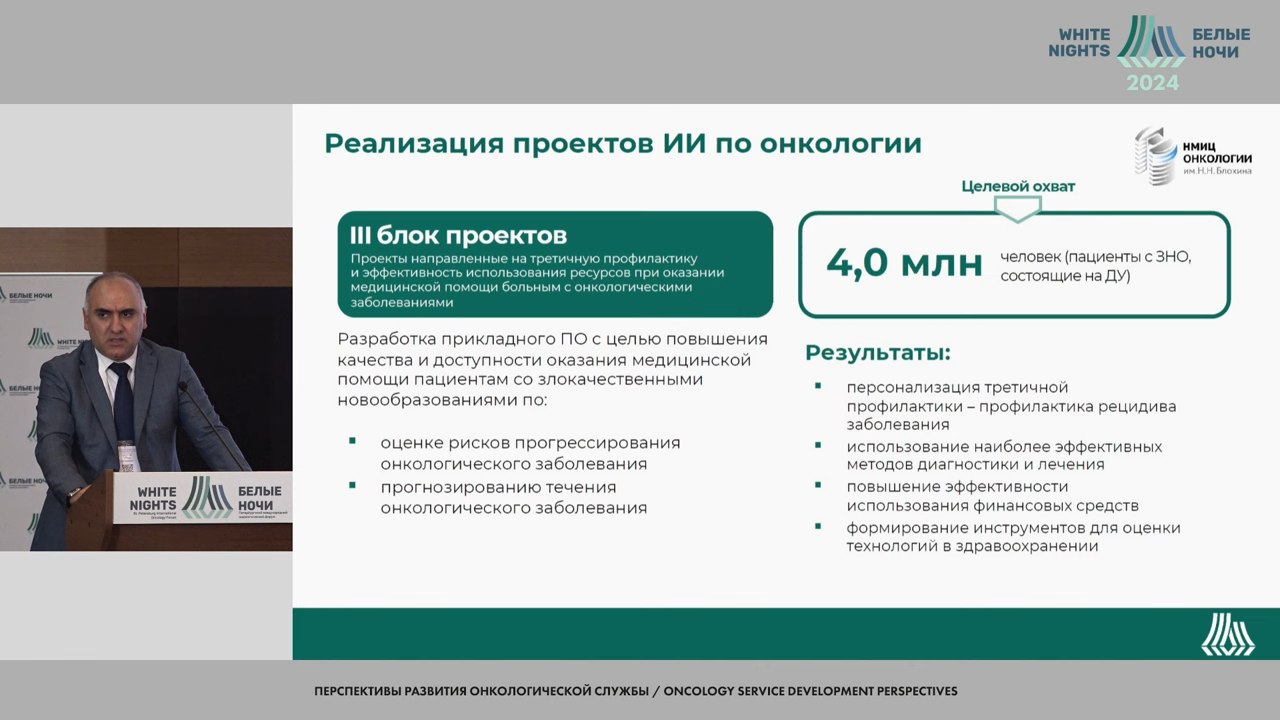 WHITE
NIGHTS
БЕЛЫЕ
НОЧИ
2024
Реализация проектов ИИ по онкологии
НМИЦ
ОНКОЛОГИИ
им.Н.Н.Блохина
Целевой охват
III блок проектов
Проекты направленные на третичную профилактику
и эффективность использования ресурсов при оказании
медицинской помощи больным с онкологическими
заболеваниями
4,0 млн
человек (пациенты с ЗНО,
состоящие на ДУ)
Разработка прикладного ПО с целью повышения
качества и доступности оказания медицинской
помощи пациентам со злокачественными
новообразованиями по:
оценке рисков прогрессирования
онкологического заболевания
прогнозированию течения
онкологического заболевания
Результаты:
персонализация третичной
профилактики – профилактика рецидива
заболевания
использование наиболее эффективных
методов диагностики и лечения
повышение эффективности
использования финансовых средств
формирование инструментов для оценки
технологий в здравоохранении
БЕЛЫЕ НОЧИ
WHITE
WHITE
NIGHTS
St. Petersburg International
Oncology Forum
БЕЛЫЕ
НОЧИ
ПЕРСПЕКТИВЫ РАЗВИТИЯ ОНКОЛОГИЧЕСКОЙ СЛУЖБЫ / ONCOLOGY SERVICE DEVELOPMENT PERSPECTIVES